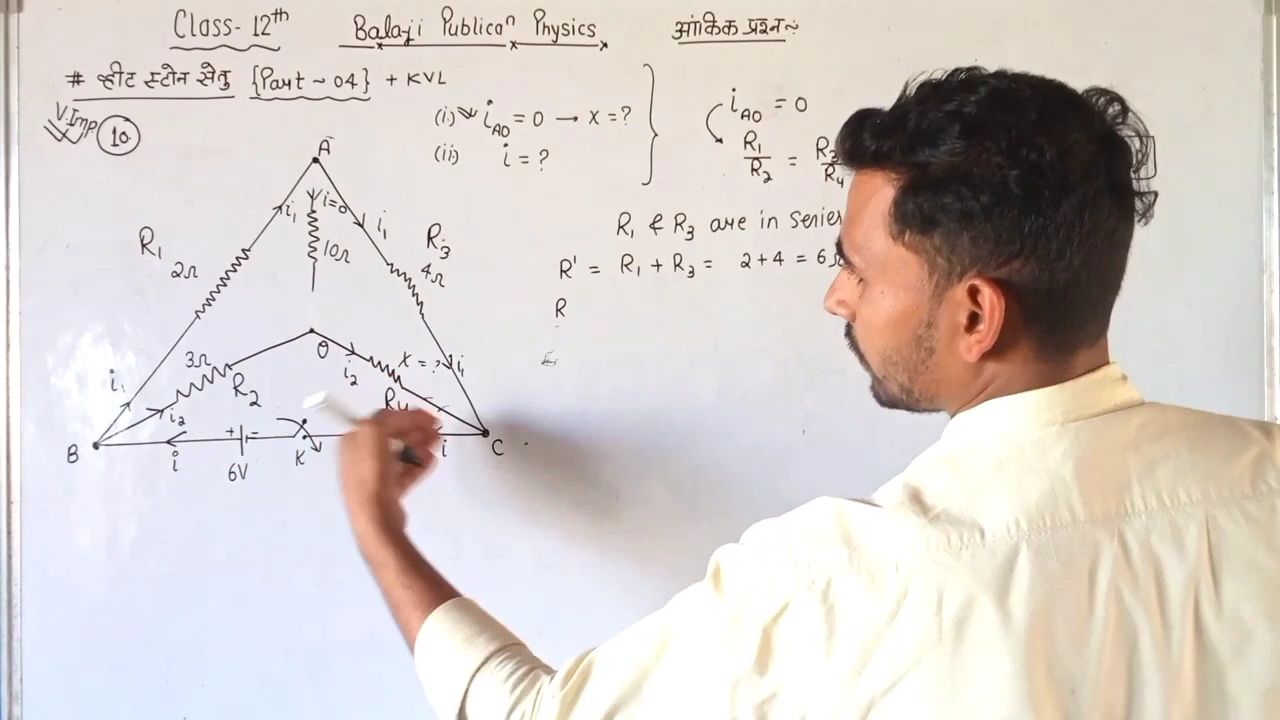 Class- 12th Balaji Publicaⁿ Physics आंकिक प्रश्न~
# व्हीट स्टोन सेतु {Part ~ 04} + KVL
V.Imp 10.
(i.) i_AO = 0 → x = ?
(ii) i = ?
i_AO = 0
R1/R2 = R3/R4
R1 & R3 are in series
R' = R1 + R3 = 2+4 = 6Ω
R
A
i1 i=0 i1
10Ω
R1 2Ω
R3 4Ω
O
3Ω R2
i2 x = ?
R4
i1 i2 i1
B C
i 6V + - K i